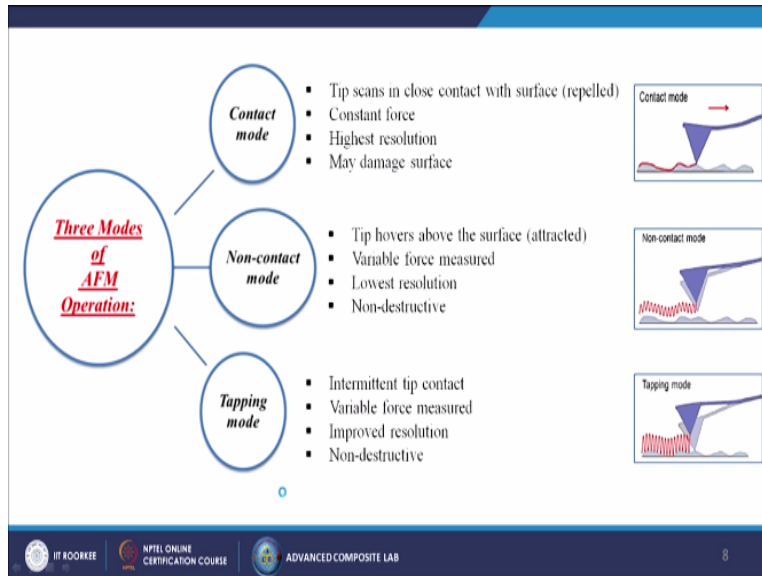 Three Modes
of
AFM
Operation:
Contact
mode
▪ Tip scans in close contact with surface (repelled)
▪ Constant force
▪ Highest resolution
▪ May damage surface
Contact mode
Non-contact
mode
▪ Tip hovers above the surface (attracted)
▪ Variable force measured
▪ Lowest resolution
▪ Non-destructive
Non-contact mode
Tapping
mode
▪ Intermittent tip contact
▪ Variable force measured
▪ Improved resolution
▪ Non-destructive
Tapping mode
IIT ROORKEE
NPTEL ONLINE
CERTIFICATION COURSE
ADVANCED COMPOSITE LAB
8